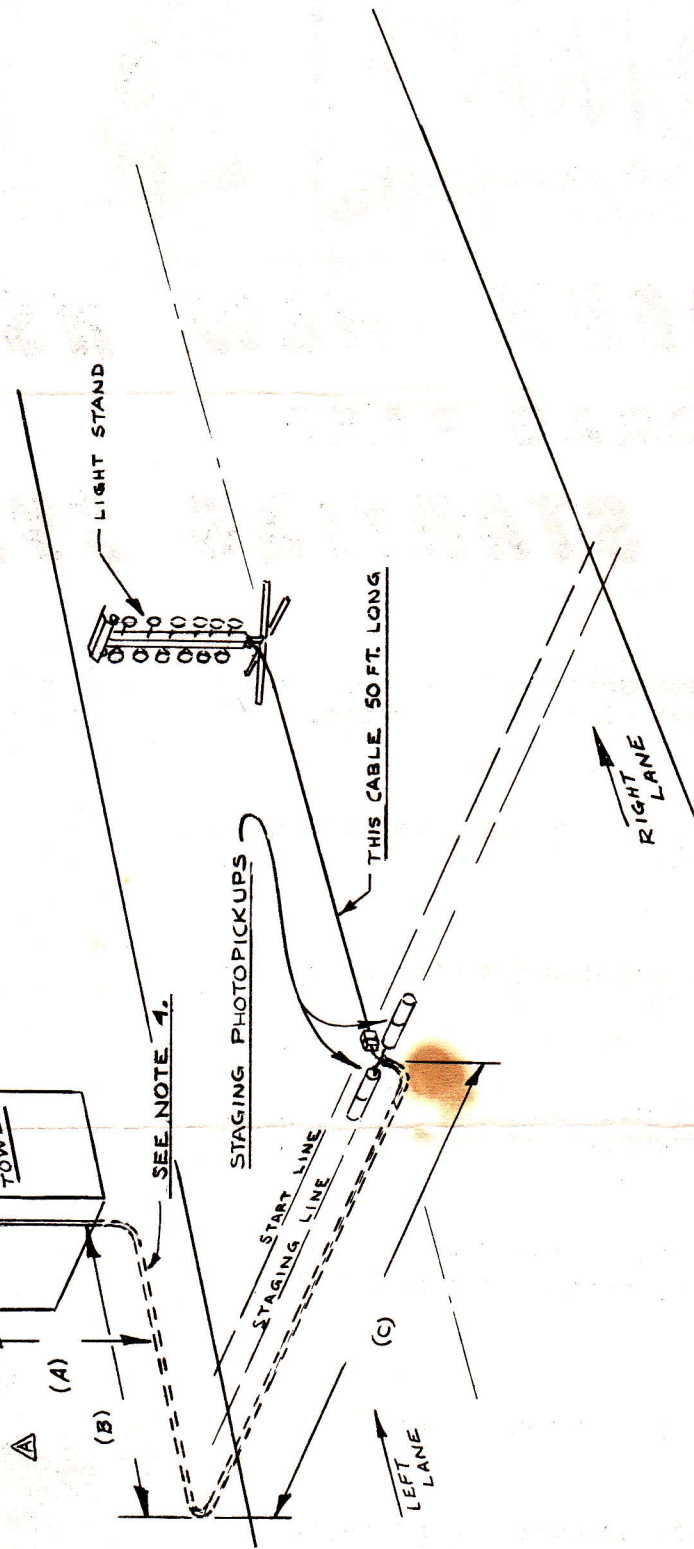 LIGHT STAND
THIS CABLE 50 FT. LONG
STAGING PHOTOPICKUPS
SEE NOTE 4.
START LINE
STAGING LINE
(A)
(B)
(C)
A
LEFT
LANE
RIGHT
LANE